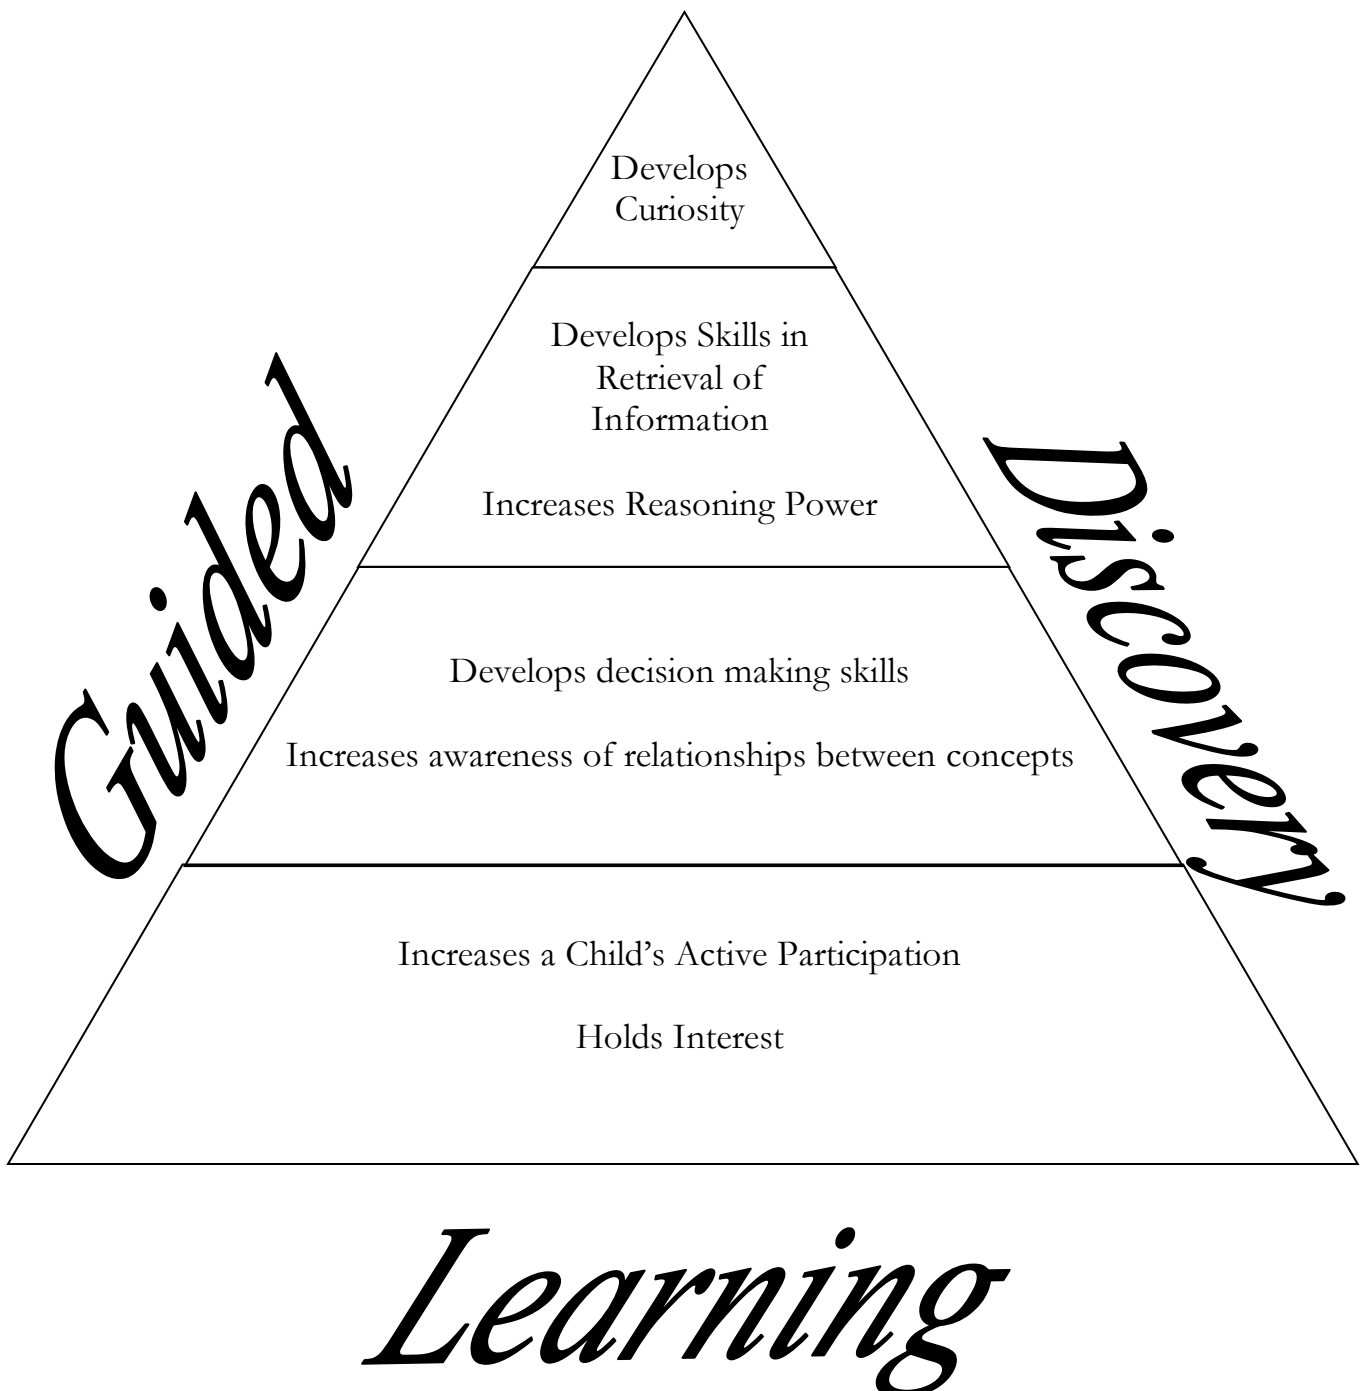 Develops
Curiosity
Develops Skills in
Retrieval of
Information
Increases Reasoning Power
Guided
Discovery
Develops decision making skills
Increases awareness of relationships between concepts
Increases a Child’s Active Participation
Holds Interest
Learning